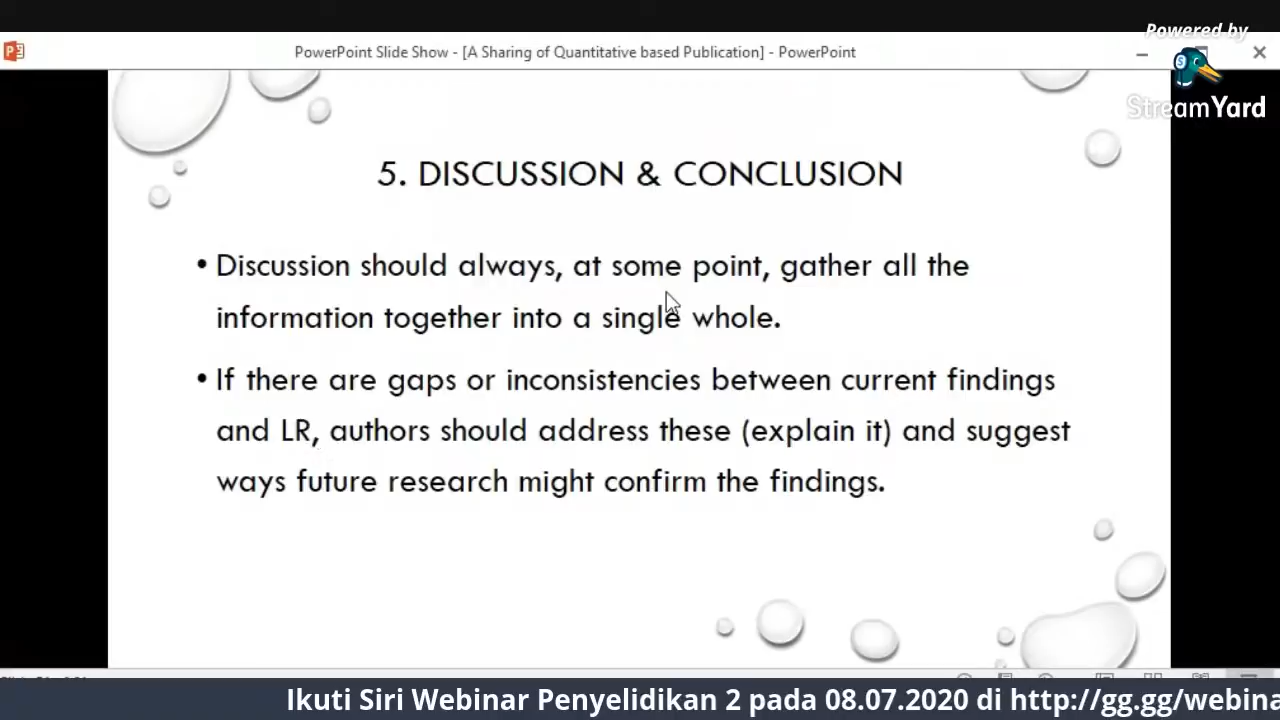 Powered by
PowerPoint Slide Show - [A Sharing of Quantitative based Publication] - PowerPoint
StreamYard
5. DISCUSSION & CONCLUSION
• Discussion should always, at some point, gather all the
information together into a single whole.
• If there are gaps or inconsistencies between current findings
and LR, authors should address these (explain it) and suggest
ways future research might confirm the findings.
Ikuti Siri Webinar Penyelidikan 2 pada 08.07.2020 di http://gg.gg/webina